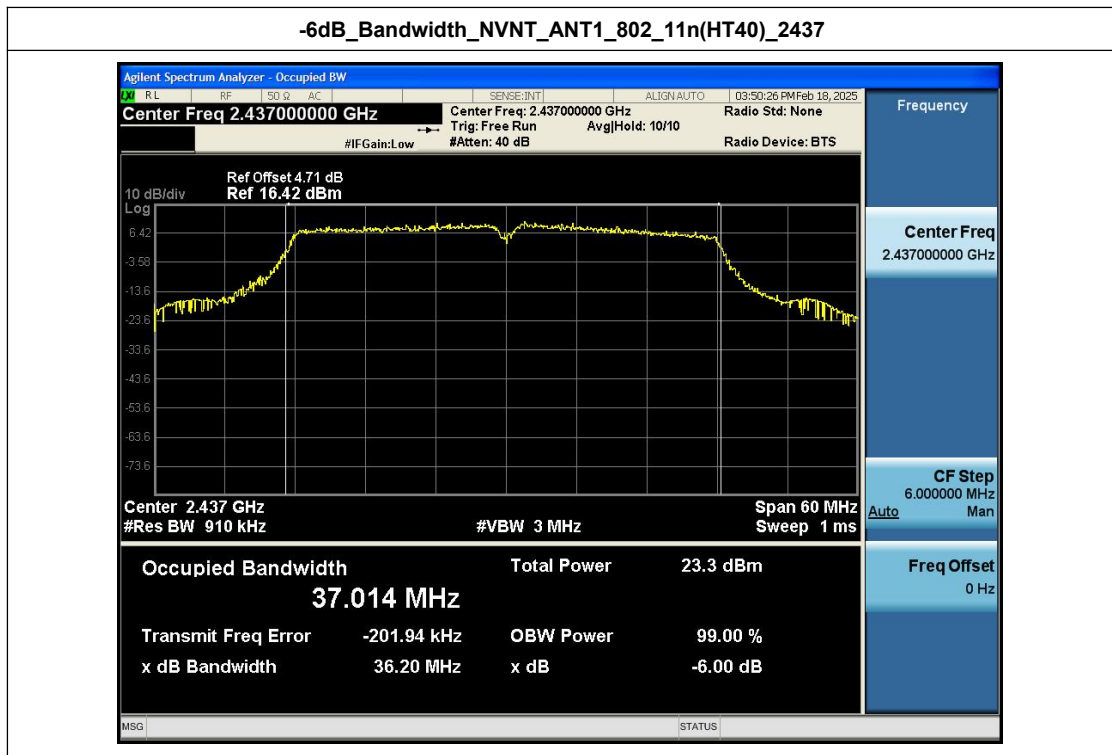 -6dB_Bandwidth_NVNT_ANT1_802_11n(HT40)_2437
Agilent Spectrum Analyzer - Occupied BW
LXI RL RF 50 Ω AC SENSE:INT ALIGN AUTO 03:50:26 PM Feb 18, 2025
Center Freq 2.437000000 GHz
Center Freq: 2.437000000 GHz
Radio Std: None
Trig: Free Run Avg|Hold: 10/10
#IFGain:Low #Atten: 40 dB Radio Device: BTS
Ref Offset 4.71 dB
10 dB/div Ref 16.42 dBm
Log
6.42
-3.58
-13.6
-23.6
-33.6
-43.6
-53.6
-63.6
-73.6
Center 2.437 GHz Span 60 MHz
#Res BW 910 kHz #VBW 3 MHz Sweep 1 ms
Occupied Bandwidth Total Power 23.3 dBm
37.014 MHz
Transmit Freq Error -201.94 kHz OBW Power 99.00 %
x dB Bandwidth 36.20 MHz x dB -6.00 dB
MSG STATUS
Frequency
Center Freq
2.437000000 GHz
CF Step
6.000000 MHz
Auto Man
Freq Offset
0 Hz